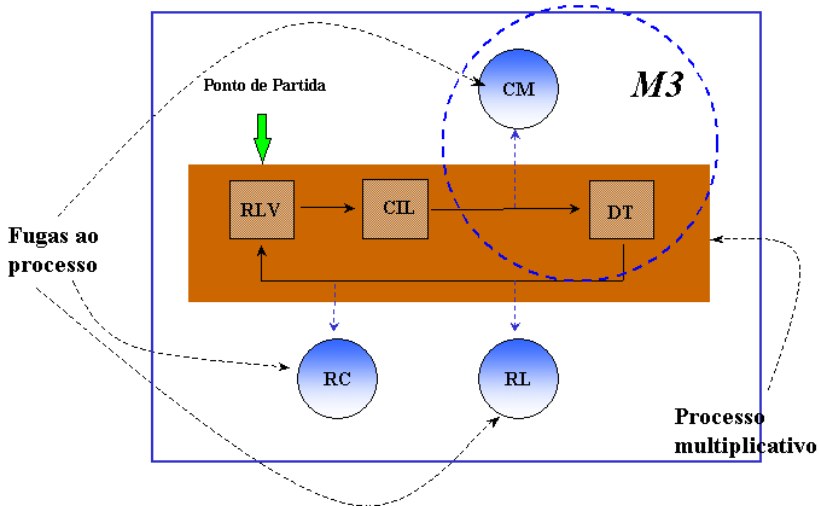 M3
CM
Ponto de Partida
RLV
CIL
DT
Fugas ao
processo
RC
RL
Processo
multiplicativo